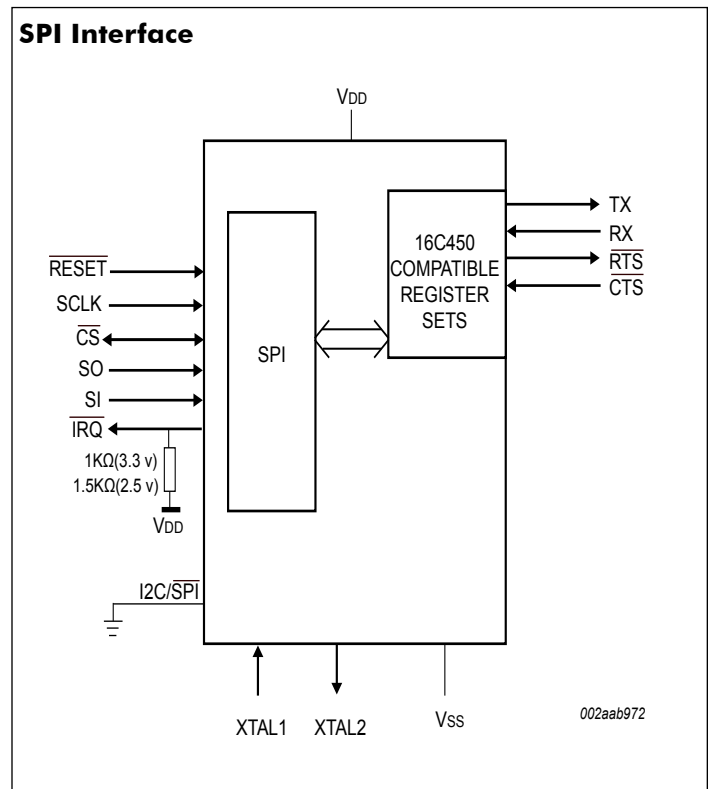 SPI Interface
VDD
RESET
SCLK
CS
SO
SI
IRQ
1KΩ(3.3 v)
1.5KΩ(2.5 v)
VDD
I2C/SPI
SPI
16C450
COMPATIBLE
REGISTER
SETS
TX
RX
RTS
CTS
XTAL1
XTAL2
VSS
002aab972